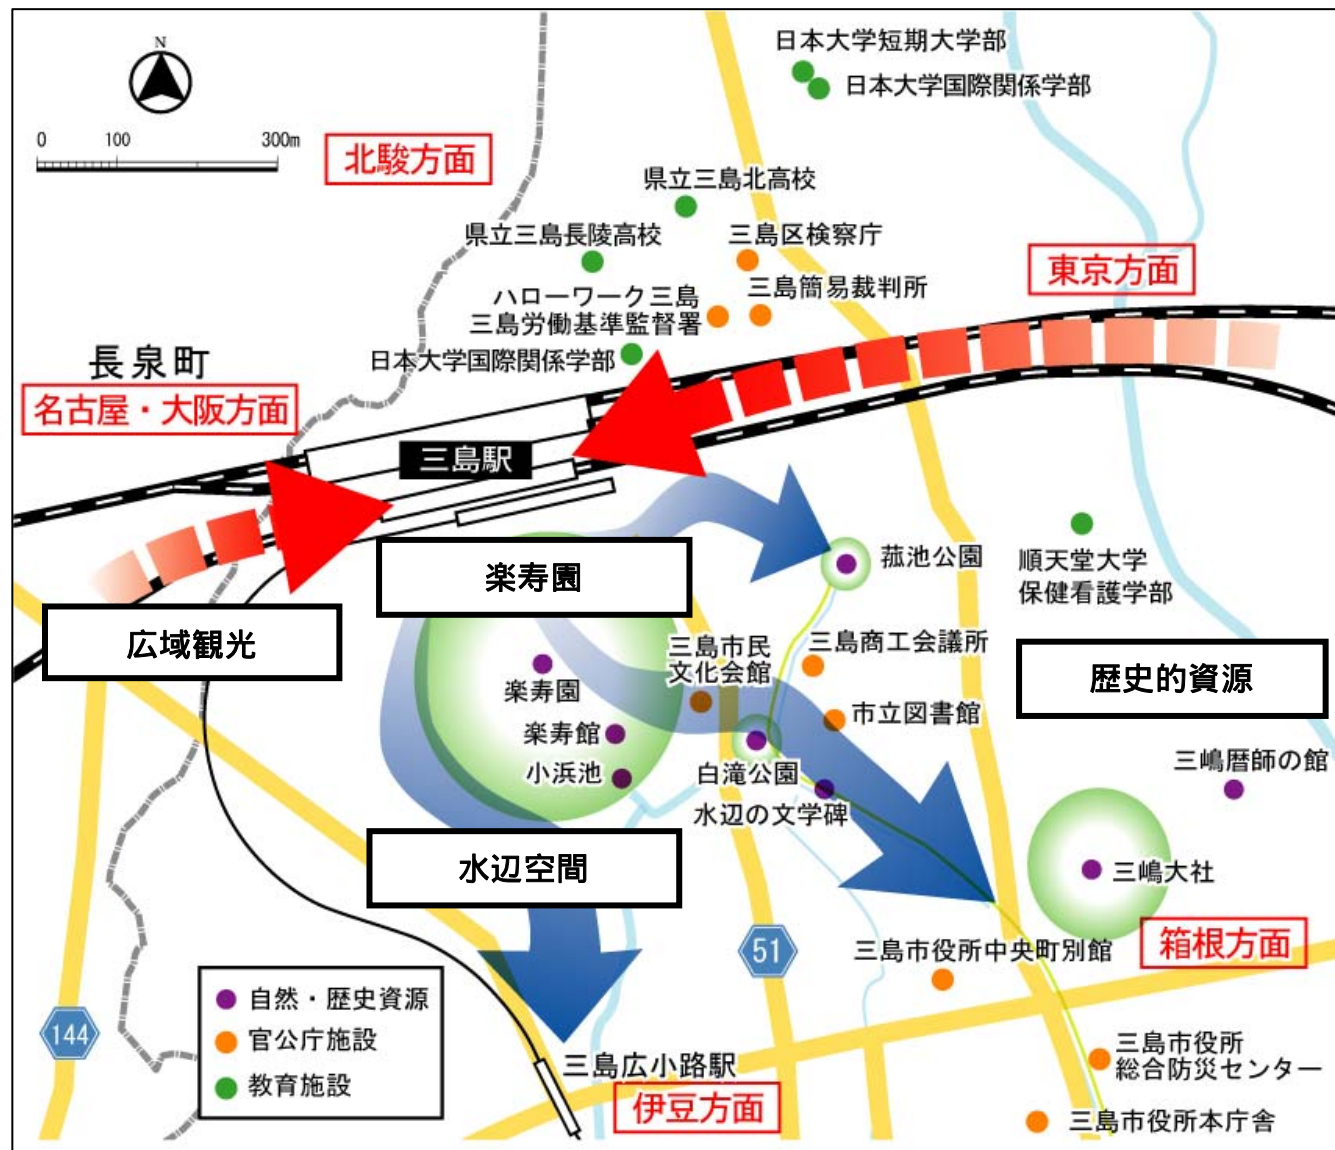 N
0
100
300m
日本大学短期大学部
日本大学国際関係学部
北駿方面
県立三島北高校
県立三島長陵高校
三島区検察庁
ハローワーク三島
三島労働基準監督署
三島簡易裁判所
東京方面
日本大学国際関係学部
長泉町
名古屋・大阪方面
三島駅
菰池公園
順天堂大学
保健看護学部
楽寿園
広域観光
三島市民
文化会館
三島商工会議所
歴史的資源
楽寿園
楽寿館
小浜池
市立図書館
白滝公園
水辺の文学碑
三嶋暦師の館
水辺空間
三嶋大社
51
三島市役所中央町別館
箱根方面
自然・歴史資源
官公庁施設
教育施設
144
三島広小路駅
伊豆方面
三島市役所
総合防災センター
三島市役所本庁舎